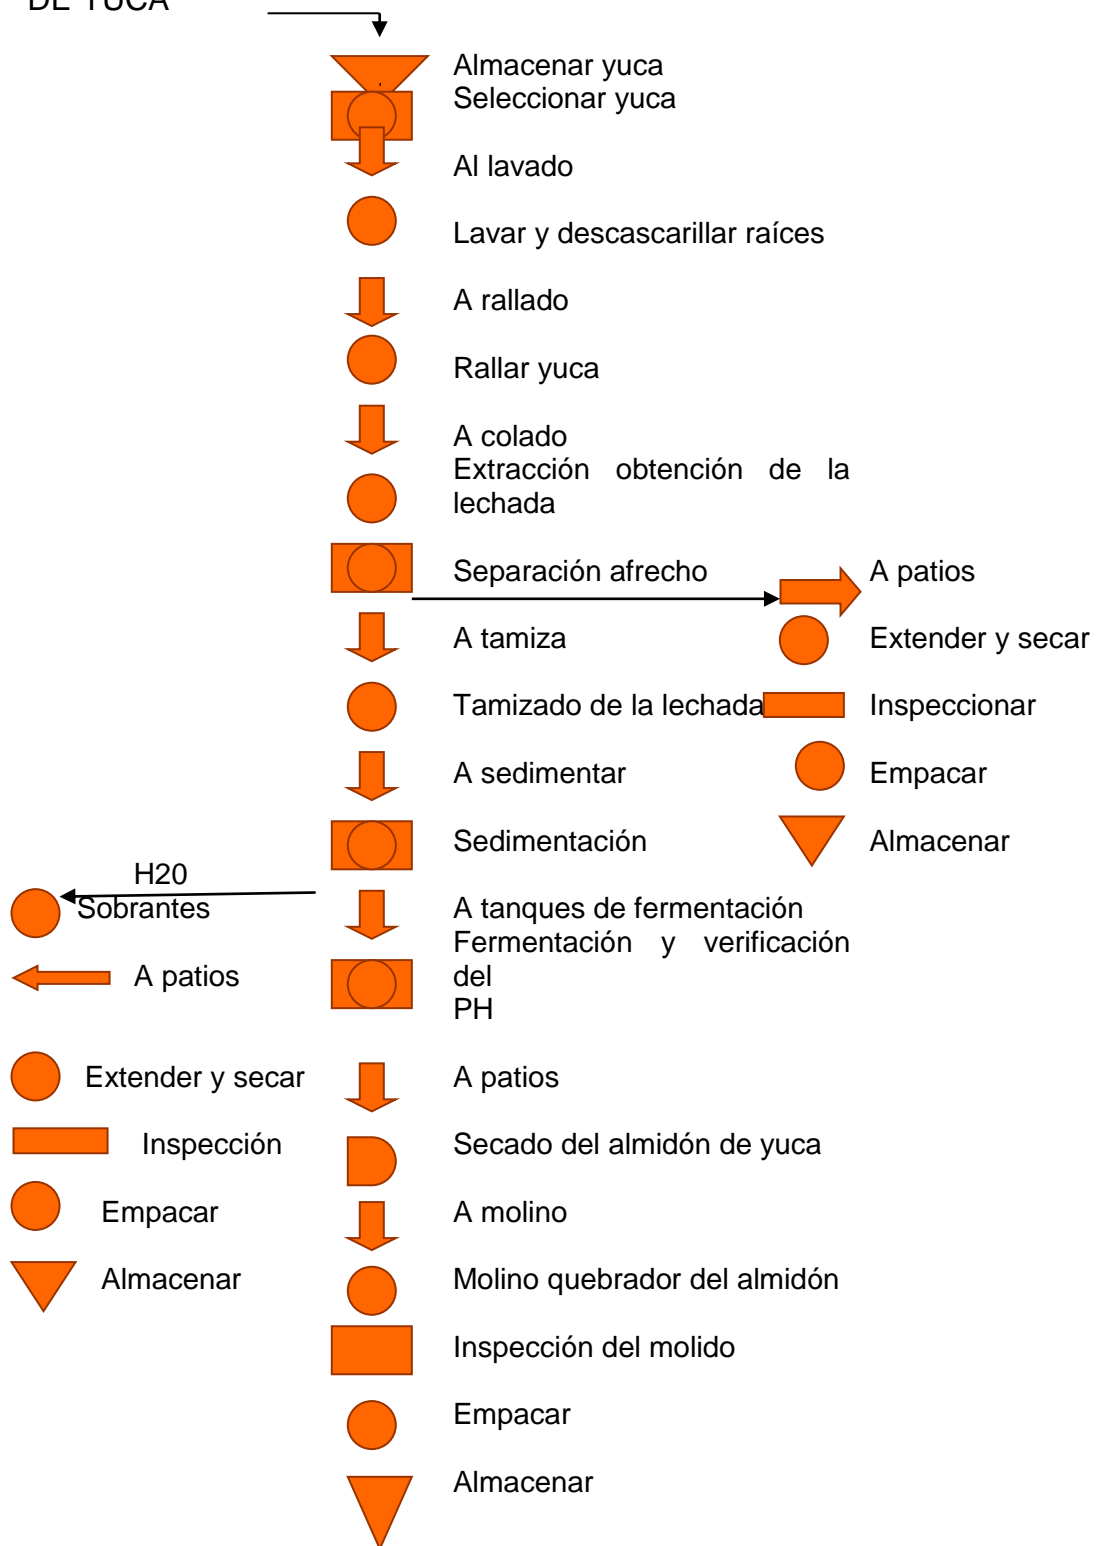 DE YUCA
Almacenar yuca
Seleccionar yuca
Al lavado
Lavar y descascarillar raíces
A rallado
Rallar yuca
A colado
Extracción obtención de la
lechada
Separación afrecho
A patios
A tamiza
Extender y secar
Tamizado de la lechada
Inspeccionar
A sedimentar
Empacar
Sedimentación
Almacenar
H20
Sobrantes
A tanques de fermentación
Fermentación y verificación
del
PH
A patios
Extender y secar
A patios
Inspección
Secado del almidón de yuca
Empacar
A molino
Almacenar
Molino quebrador del almidón
Inspección del molido
Empacar
Almacenar